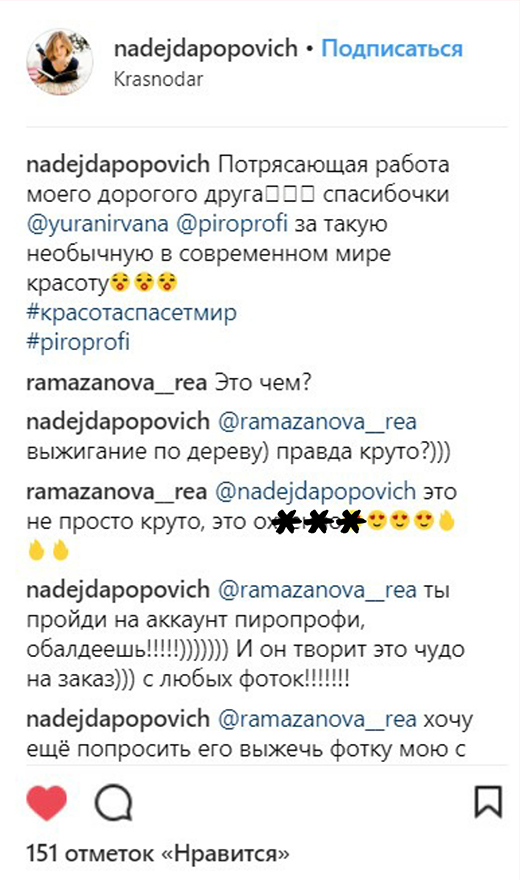 nadejdapopovich • Подписаться
Krasnodar
nadejdapopovich Потрясающая работа
моего дорогого друга спасибочки
@yuranirvana @piroprofi за такую
необычную в современном мире
красоту😲😲😲
#красотаспасетмир
#piroprofi
ramazanova__rea Это чем?
nadejdapopovich @ramazanova__rea
выжигание по дереву) правда круто?)))
ramazanova__rea @nadejdapopovich это
не просто круто, это 😍😍😍🔥
🔥🔥
nadejdapopovich @ramazanova__rea ты
пройди на аккаунт пиропрофи,
обалдеешь!!!!!))))))) И он творит это чудо
на заказ))) с любых фоток!!!!!!!
nadejdapopovich @ramazanova__rea хочу
ещё попросить его выжечь фотку мою с
151 отметок «Нравится»